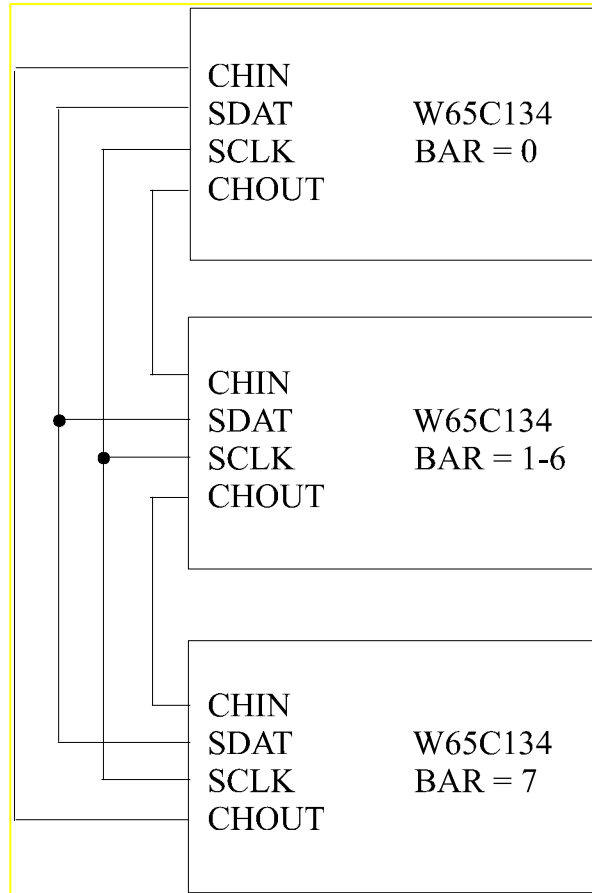 CHIN
SDAT W65C134
SCLK BAR = 0
CHOUT
CHIN
SDAT W65C134
SCLK BAR = 1-6
CHOUT
CHIN
SDAT W65C134
SCLK BAR = 7
CHOUT